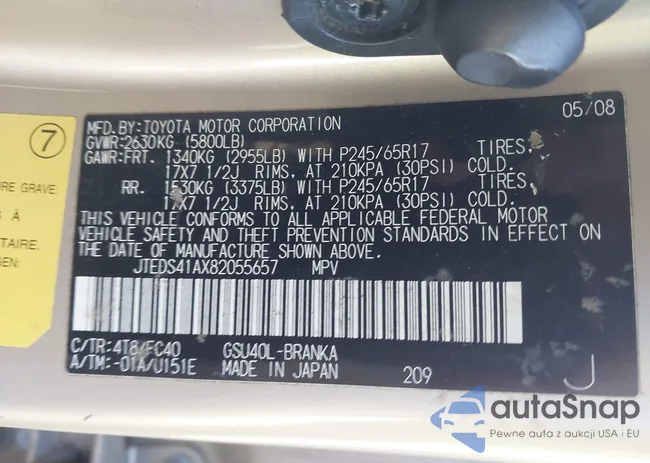 7
URE GRAVE:
S À
TAIRE.
GEN:
05/08
MFD. BY: TOYOTA MOTOR CORPORATION
GVWR: 2630KG (5800LB)
GAWR: FRT. 1340KG (2955LB) WITH P245/65R17 TIRES.
17X7 1/2J RIMS. AT 210KPA (30PSI) COLD.
RR. 1530KG (3375LB) WITH P245/65R17 TIRES.
17X7 1/2J RIMS. AT 210KPA (30PSI) COLD.
THIS VEHICLE CONFORMS TO ALL APPLICABLE FEDERAL MOTOR
VEHICLE SAFETY AND THEFT PREVENTION STANDARDS IN EFFECT ON
THE DATE OF MANUFACTURE SHOWN ABOVE.
JTEDS41AX82055657 MPV
C/TR: 4T8/FC40 GSU40L-BRANKA
A/TM: -01A/U151E MADE IN JAPAN 209 J
autaSnap
Pewne auta z aukcji USA i EU